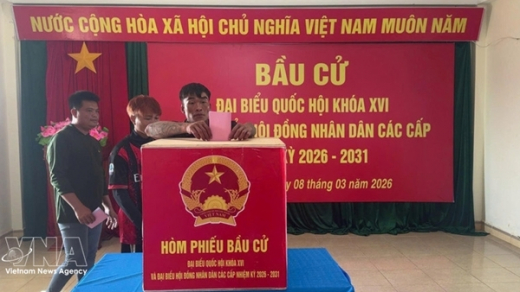 NƯỚC CỘNG HÒA XÃ HỘI CHỦ NGHĨA VIỆT NAM MUÔN NĂM
BẦU CỬ
ĐẠI BIỂU QUỐC HỘI KHÓA XVI
HỘI ĐỒNG NHÂN DÂN CÁC CẤP
KỲ 2026 - 2031
08 tháng 03 năm 2026
HÒM PHIẾU BẦU CỬ
ĐẠI BIỂU QUỐC HỘI KHÓA XVI
VÀ ĐẠI BIỂU HỘI ĐỒNG NHÂN DÂN CÁC CẤP NHIỆM KỲ 2026 - 2031
VNA
Vietnam News Agency